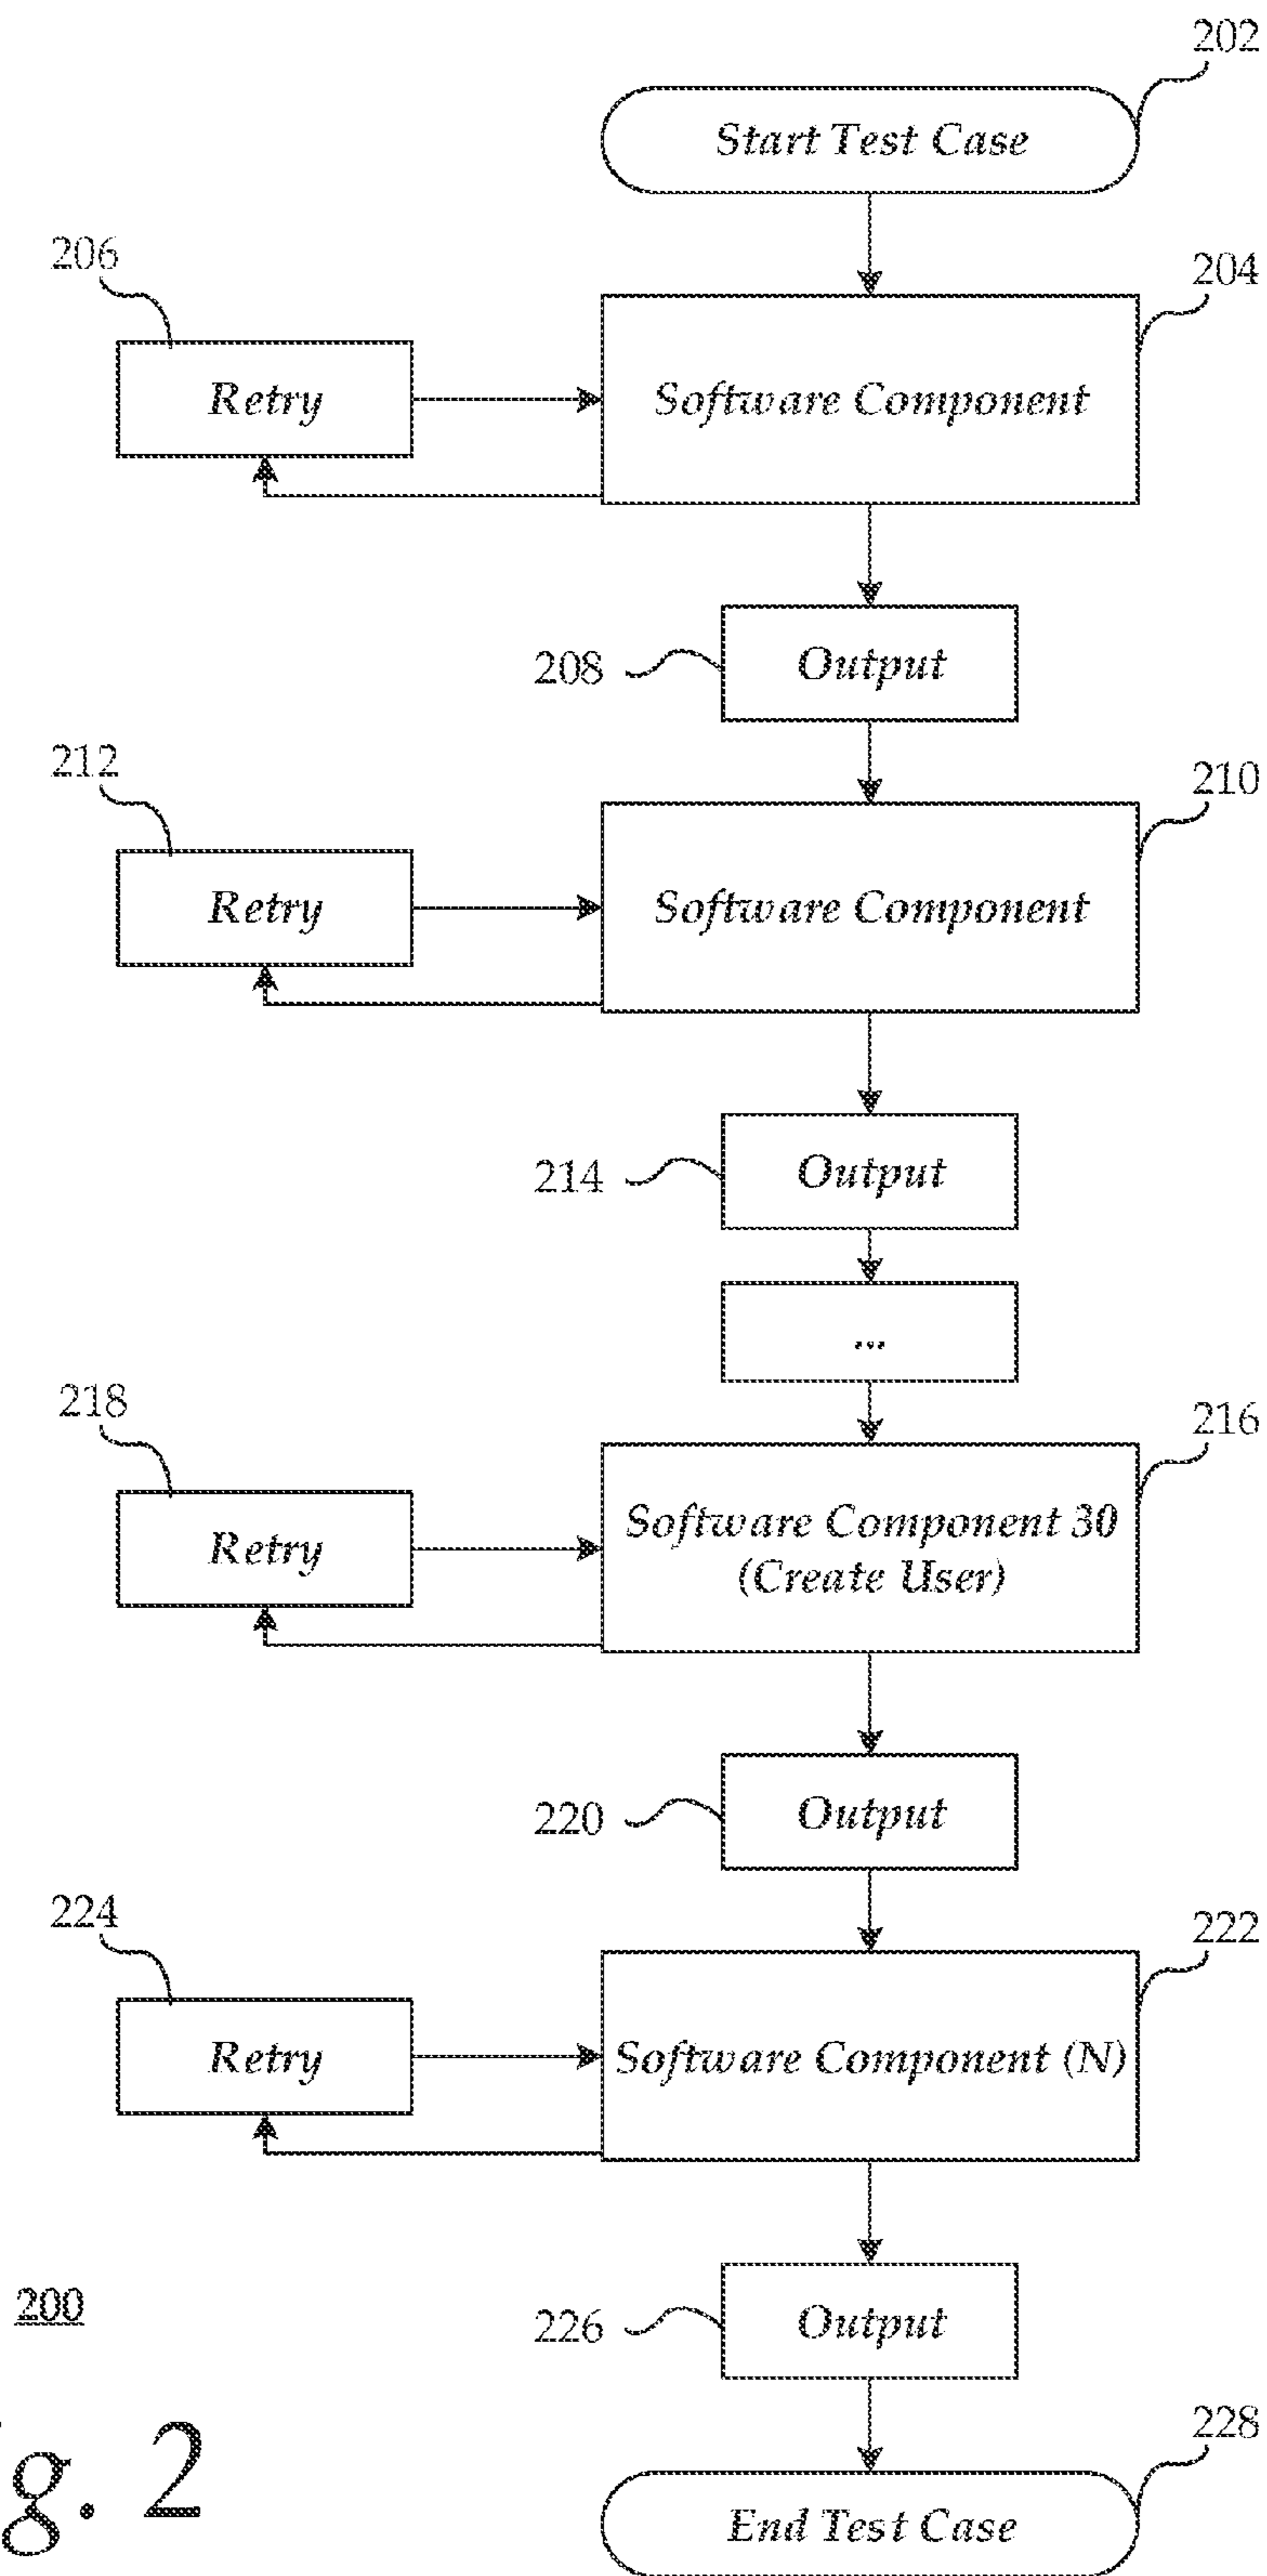 202
Start Test Case
206
204
Retry
Software Component
208
Output
212
210
Retry
Software Component
214
Output
...
218
216
Retry
Software Component 30
(Create User)
220
Output
224
222
Retry
Software Component (N)
200
226
Output
g. 2
228
End Test Case